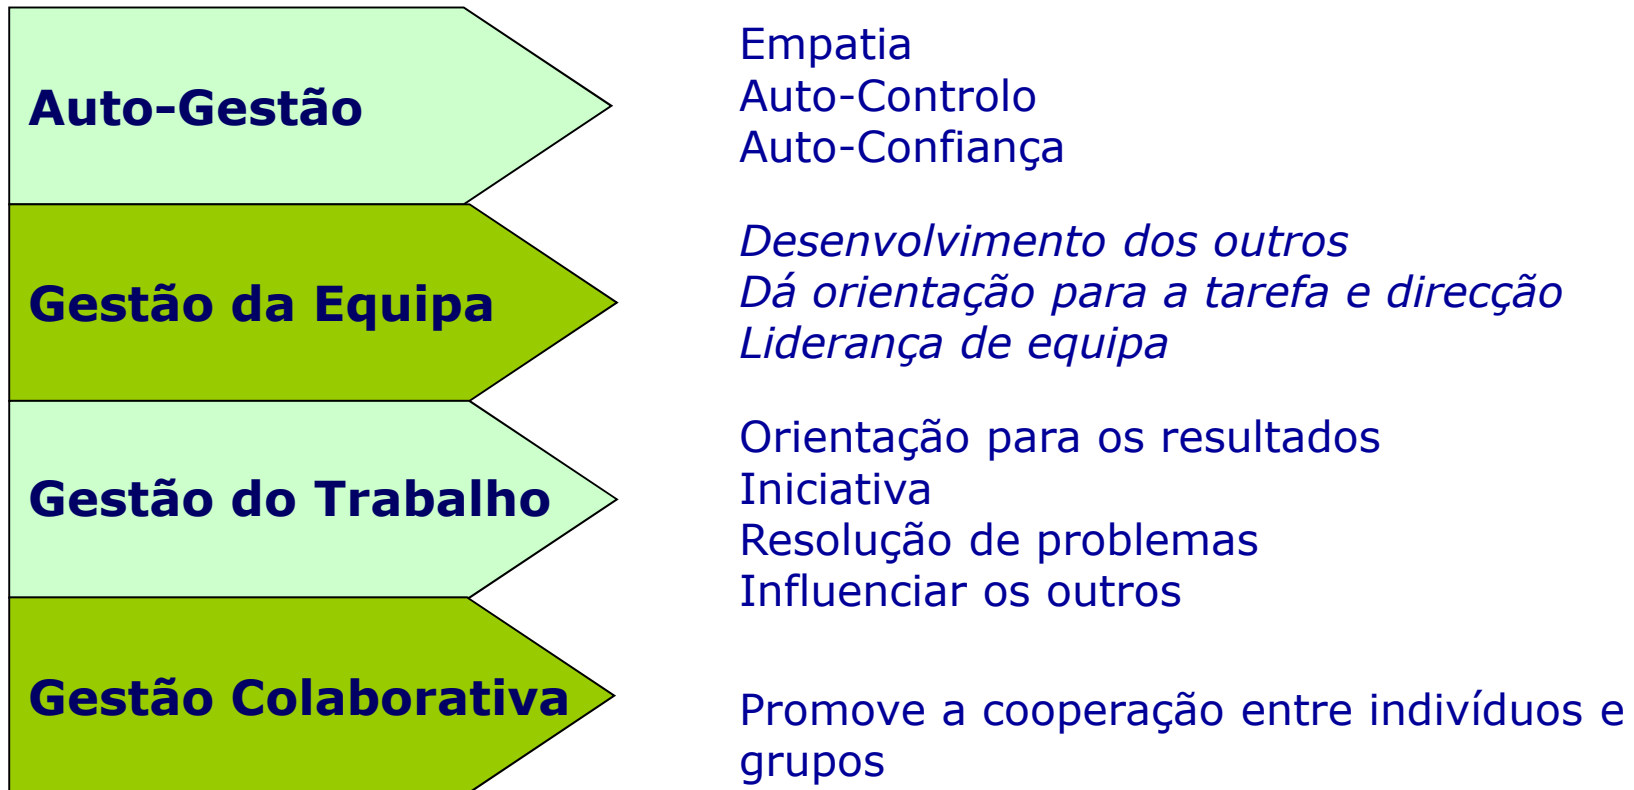 Auto-Gestão
Empatia
Auto-Controlo
Auto-Confiança
Gestão da Equipa
Desenvolvimento dos outros
Dá orientação para a tarefa e direcção
Liderança de equipa
Gestão do Trabalho
Orientação para os resultados
Iniciativa
Resolução de problemas
Influenciar os outros
Gestão Colaborativa
Promove a cooperação entre indivíduos e
grupos